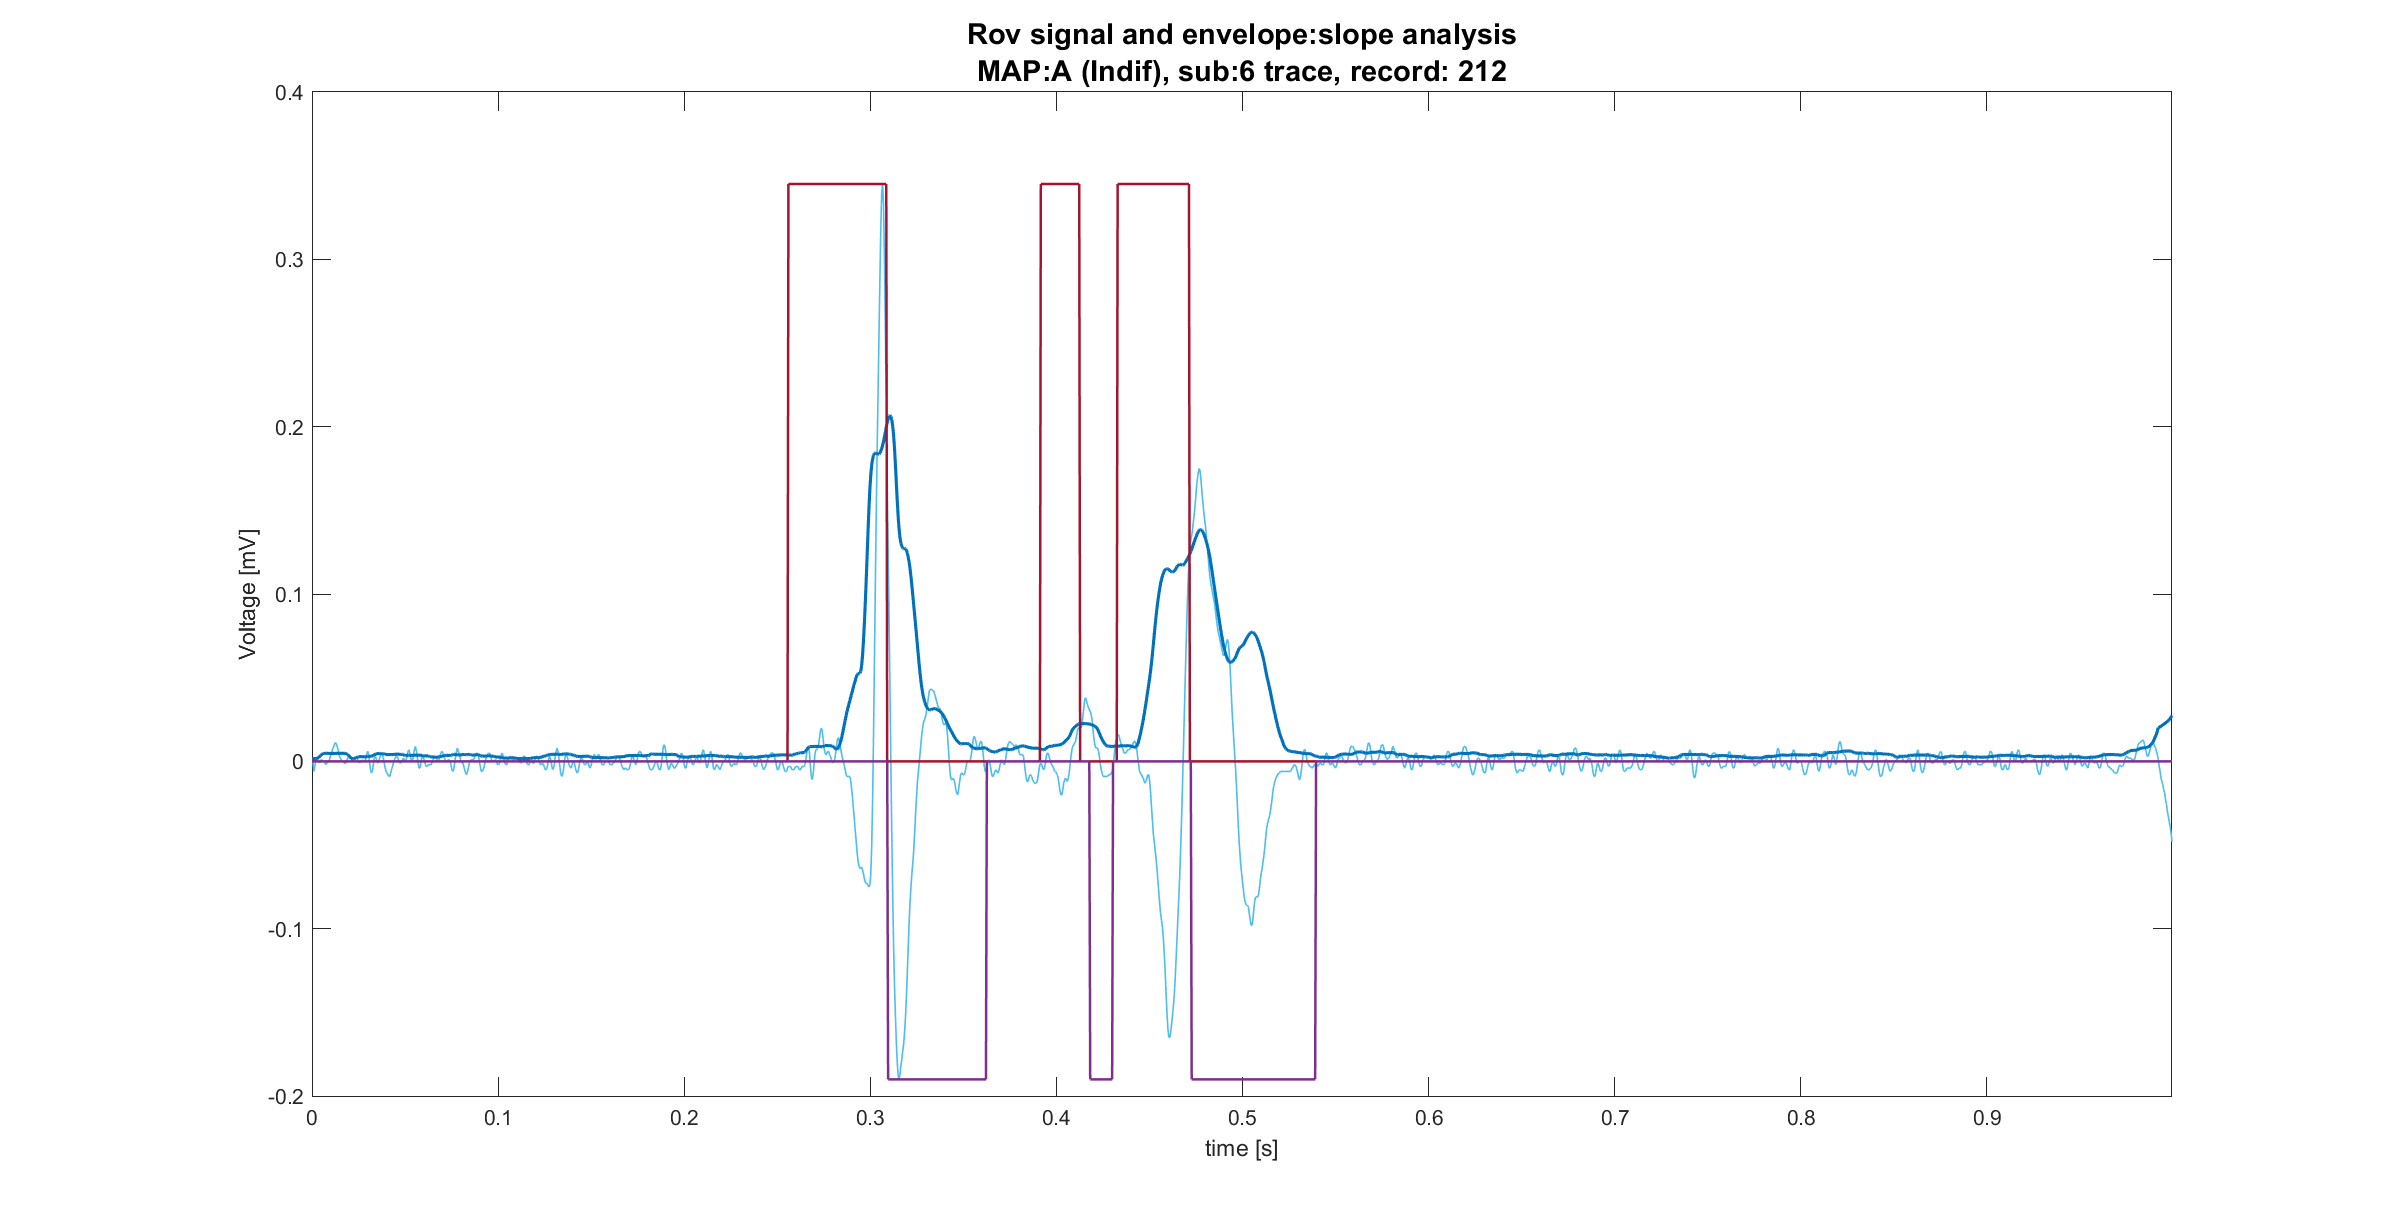 Rov signal and envelope:slope analysis
MAP:A (Indif), sub:6 trace, record: 212
0.4
0.3
0.2
0.1
0
-0.1
-0.2
Voltage [mV]
0 0.1 0.2 0.3 0.4 0.5 0.6 0.7 0.8 0.9
time [s]